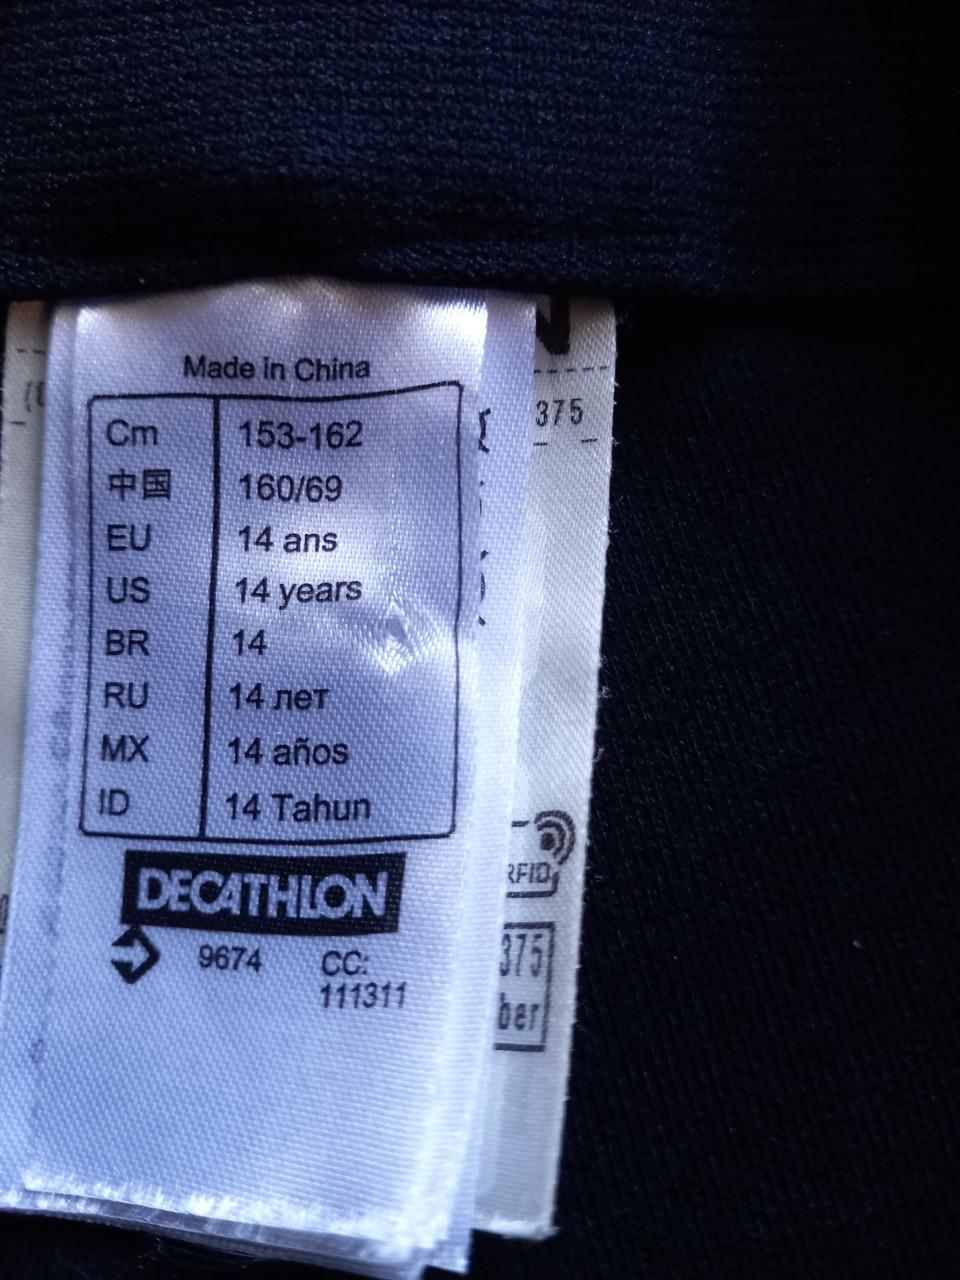 Made in China
Cm 153-162
中国 160/69
EU 14 ans
US 14 years
BR 14
RU 14 лет
MX 14 años
ID 14 Tahun
DECATHLON
9674 CC:
111311
N
375
RFID
375
ber